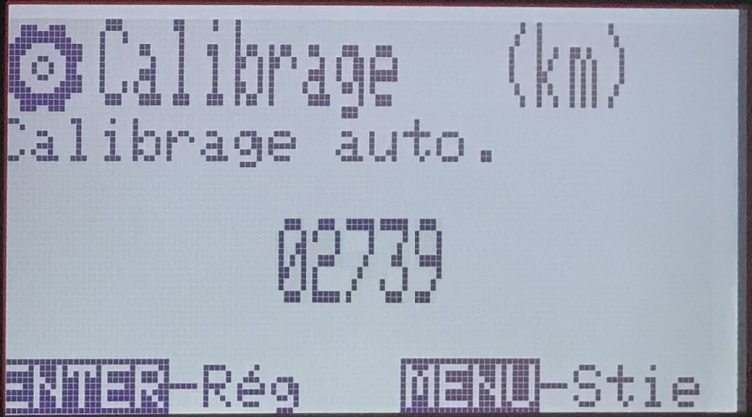 Calibrage (km)
Calibrage auto.
02739
ENTER-Rég MENU-Stie